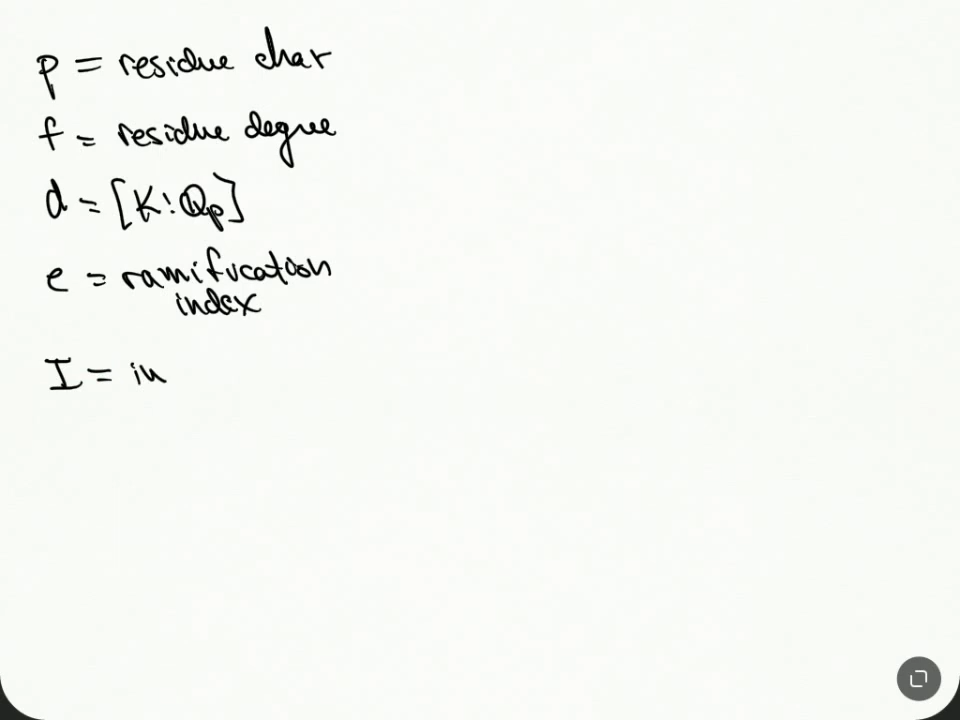 p = residue char
f = residue degree
d = [K:Qp]
e = ramification
index
I = in